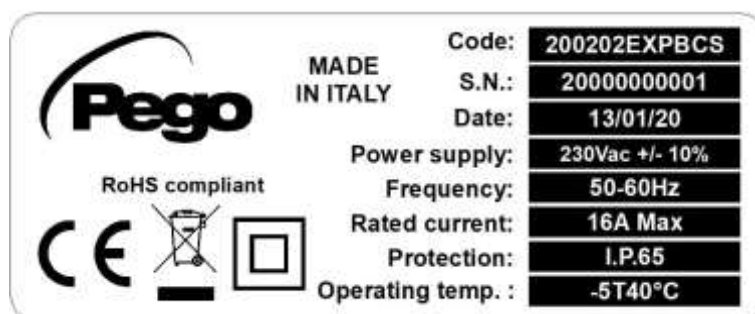 Pego
MADE
IN ITALY
RoHS compliant
CE
Code: 200202EXPBCS
S.N.: 20000000001
Date: 13/01/20
Power supply: 230Vac +/- 10%
Frequency: 50-60Hz
Rated current: 16A Max
Protection: I.P.65
Operating temp. : -5T40°C